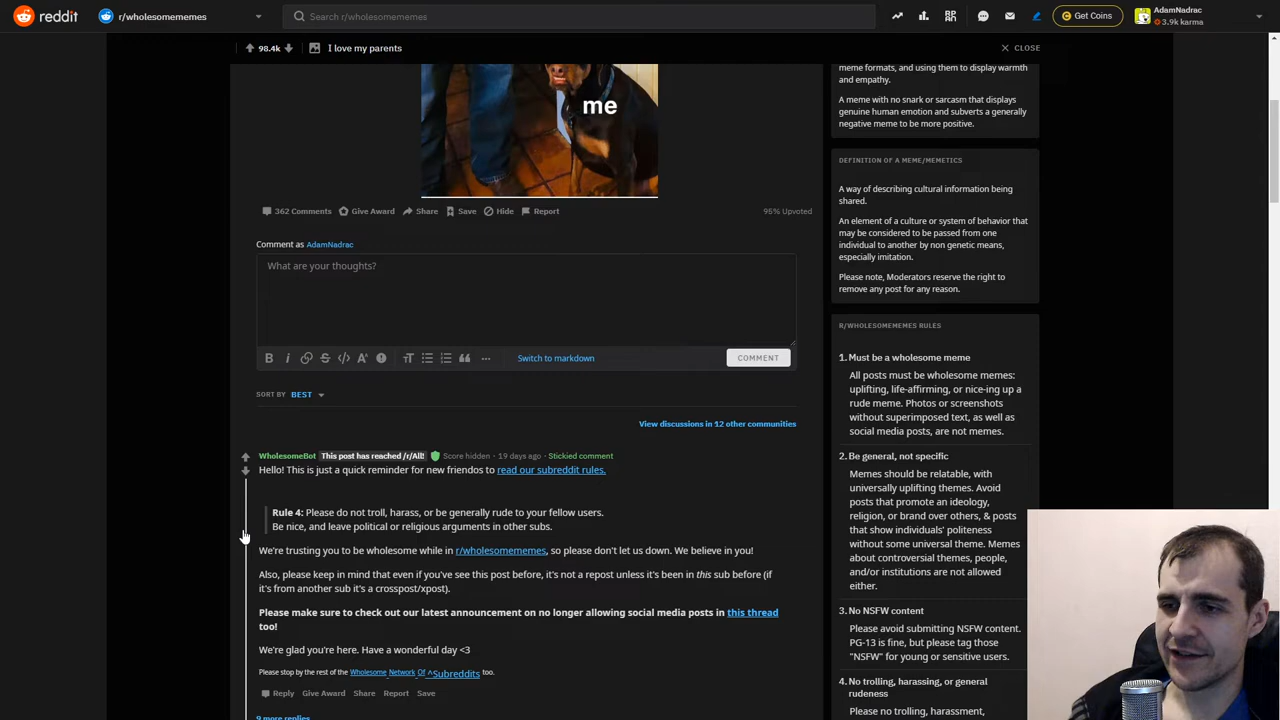 reddit r/wholesomememes Search r/wholesomememes Get Coins AdamNadrac
3.9k karma
98.4k I love my parents CLOSE
me
362 Comments Give Award Share Save Hide Report 95% Upvoted
Comment as AdamNadrac
What are your thoughts?
Switch to markdown COMMENT
SORT BY BEST
View discussions in 12 other communities
WholesomeBot This post has reached /r/All! Score hidden · 19 days ago · Stickied comment
Hello! This is just a quick reminder for new friendos to read our subreddit rules.
Rule 4: Please do not troll, harass, or be generally rude to your fellow users.
Be nice, and leave political or religious arguments in other subs.
We're trusting you to be wholesome while in r/wholesomememes, so please don't let us down. We believe in you!
Also, please keep in mind that even if you've see this post before, it's not a repost unless it's been in this sub before (if
it's from another sub it's a crosspost/xpost).
Please make sure to check out our latest announcement on no longer allowing social media posts in this thread
too!
We're glad you're here. Have a wonderful day <3
Please stop by the rest of the Wholesome Network Of ^Subreddits too.
Reply Give Award Share Report Save
9 more replies
meme formats, and using them to display warmth
and empathy.
A meme with no snark or sarcasm that displays
genuine human emotion and subverts a generally
negative meme to be more positive.
DEFINITION OF A MEME/MEMETICS
A way of describing cultural information being
shared.
An element of a culture or system of behavior that
may be considered to be passed from one
individual to another by non genetic means,
especially imitation.
Please note, Moderators reserve the right to
remove any post for any reason.
R/WHOLESOMEMEMES RULES
1. Must be a wholesome meme
All posts must be wholesome memes:
uplifting, life-affirming, or nice-ing up a
rude meme. Photos or screenshots
without superimposed text, as well as
social media posts, are not memes.
2. Be general, not specific
Memes should be relatable, with
universally uplifting themes. Avoid
posts that promote an ideology,
religion, or brand over others, & posts
that show individuals' politeness
without some universal theme. Memes
about controversial themes, people,
and/or institutions are not allowed
either.
3. No NSFW content
Please avoid submitting NSFW content.
PG-13 is fine, but please tag those
"NSFW" for young or sensitive users.
4. No trolling, harassing, or general
rudeness
Please no trolling, harassment,